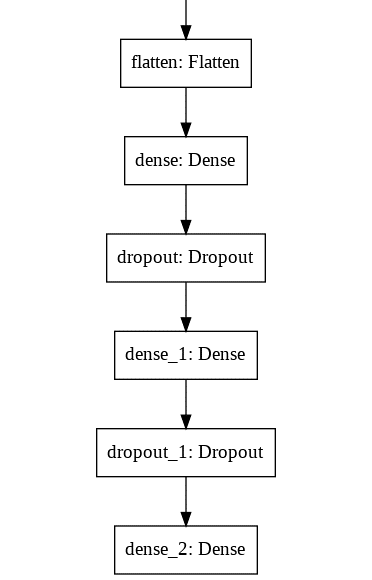 flatten: Flatten
dense: Dense
dropout: Dropout
dense_1: Dense
dropout_1: Dropout
dense_2: Dense